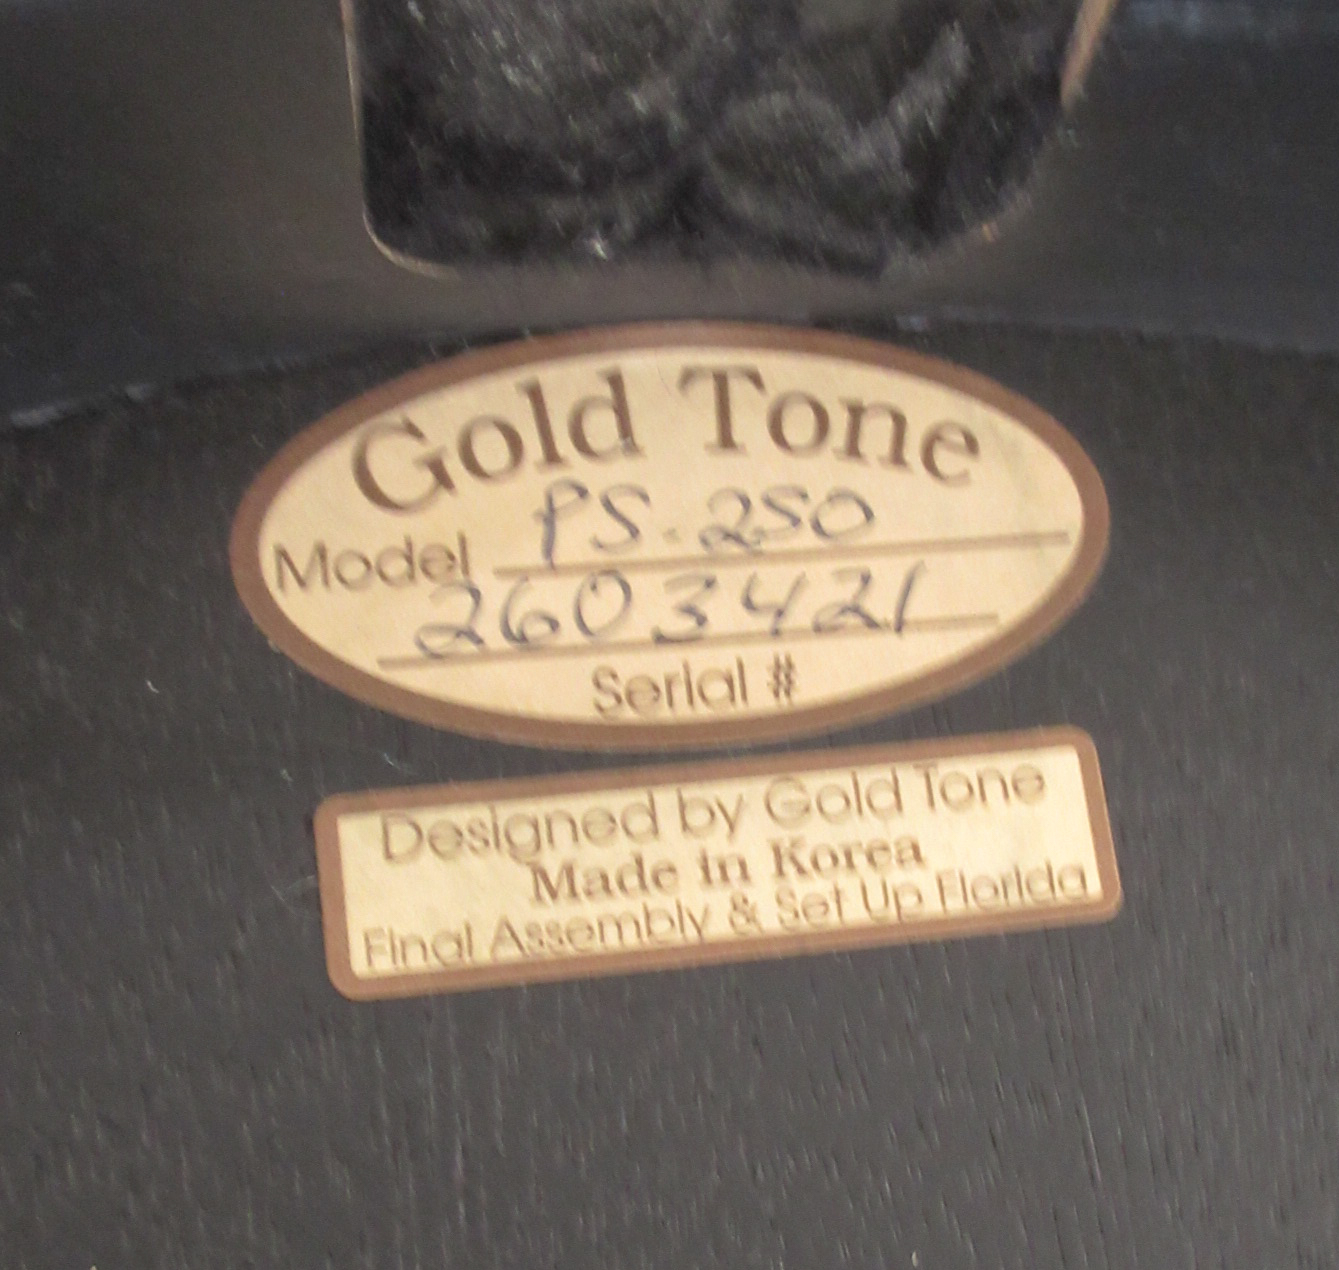 Gold Tone
Model PS-250
2603421
Serial #
Designed by Gold Tone
Made in Korea
Final Assembly & Set Up Florida